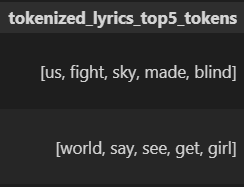 tokenized_lyrics_top5_tokens
[us, fight, sky, made, blind]
[world, say, see, get, girl]